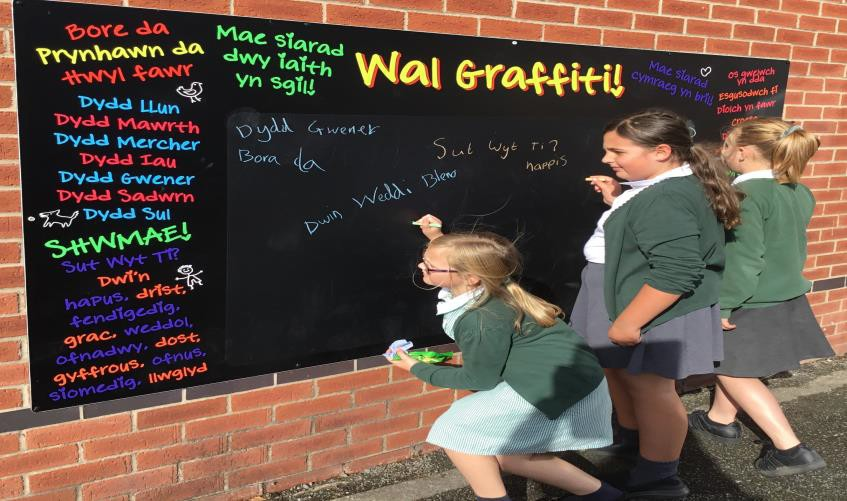 Bore da
Prynhawn da
Hwyl fawr
Dydd Llun
Dydd Mawrth
Dydd Mercher
Dydd Iau
Dydd Gwener
Dydd Sadwrn
Dydd Sul
SHWMAE!
Sut Wyt Ti?
Dwi'n
hapus, drist,
fendigedig,
grac, weddol,
ofnadwy, dost,
gyffrous, ofnus,
siomedig, llwglyd
Mae siarad
dwy iaith
yn sgil!
Wal Graffiti!
Mae siarad
cymraeg yn bril!
os gwelwch
yn dda
Esgusodwch fi
Diolch yn fawr
Dydd Gwener
Bora da
Sut Wyt Ti?
happis
Dwin Weddi Blew